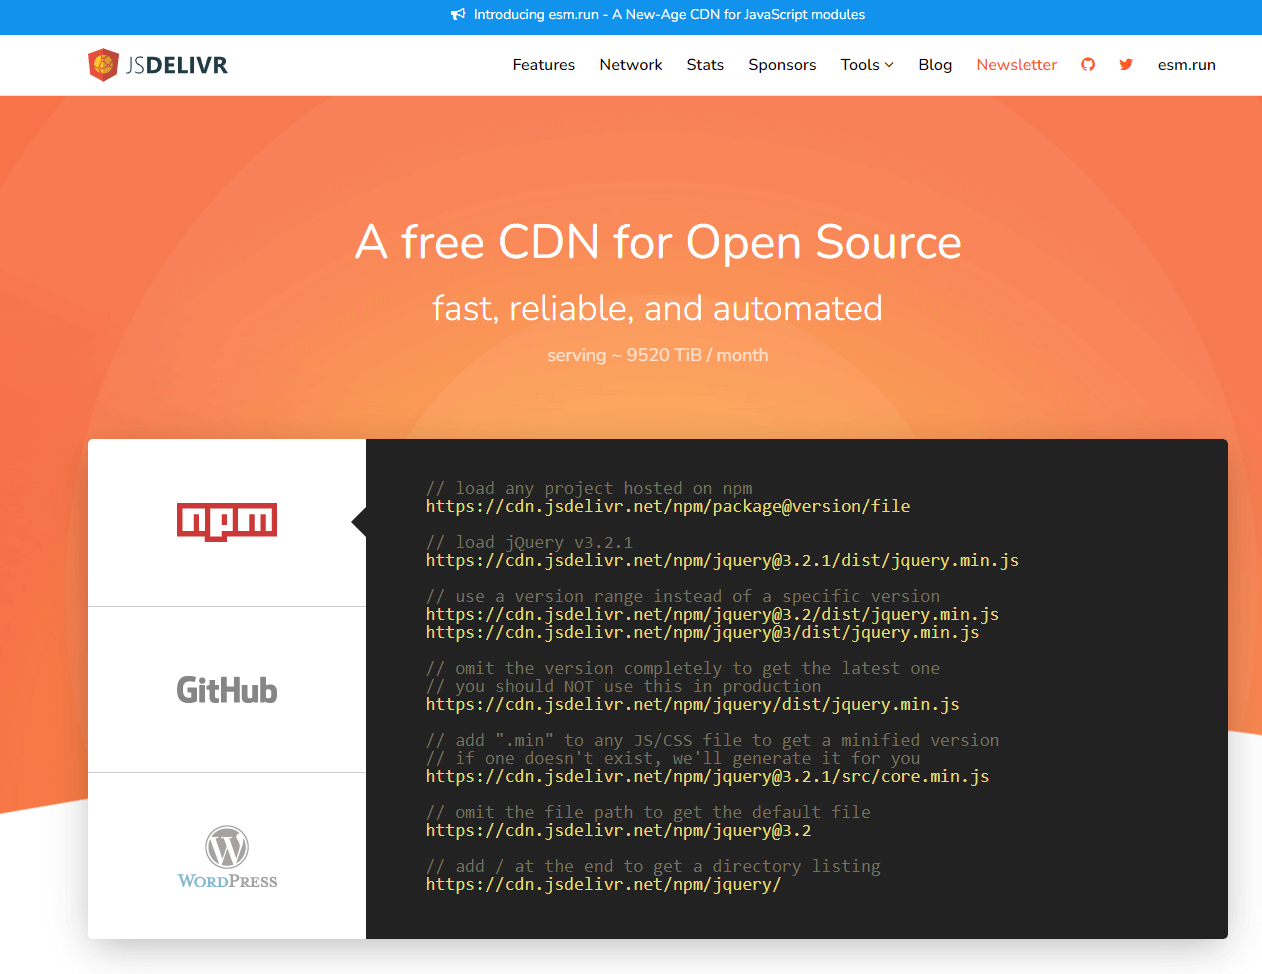 Introducing esm.run - A New-Age CDN for JavaScript modules
JSDELIVR
Features Network Stats Sponsors Tools Blog Newsletter esm.run
A free CDN for Open Source
fast, reliable, and automated
serving ~ 9520 TiB / month
npm
// load any project hosted on npm
https://cdn.jsdelivr.net/npm/package@version/file
// load jQuery v3.2.1
https://cdn.jsdelivr.net/npm/jquery@3.2.1/dist/jquery.min.js
// use a version range instead of a specific version
https://cdn.jsdelivr.net/npm/jquery@3.2/dist/jquery.min.js
https://cdn.jsdelivr.net/npm/jquery@3/dist/jquery.min.js
// omit the version completely to get the latest one
// you should NOT use this in production
https://cdn.jsdelivr.net/npm/jquery/dist/jquery.min.js
// add ".min" to any JS/CSS file to get a minified version
// if one doesn't exist, we'll generate it for you
https://cdn.jsdelivr.net/npm/jquery@3.2.1/src/core.min.js
// omit the file path to get the default file
https://cdn.jsdelivr.net/npm/jquery@3.2
// add / at the end to get a directory listing
https://cdn.jsdelivr.net/npm/jquery/
GitHub
WORDPRESS